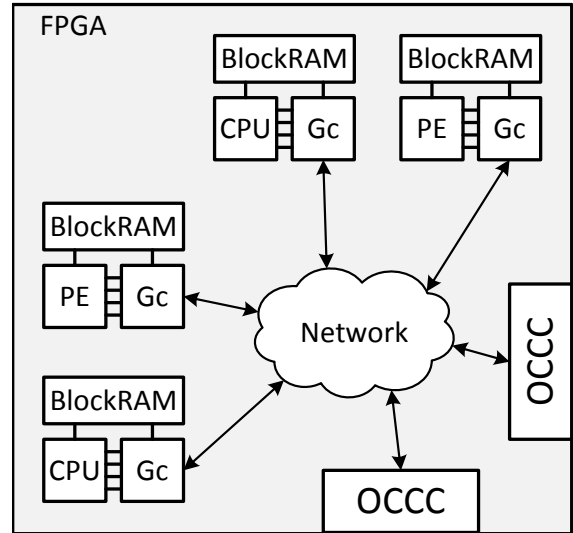 FPGA
BlockRAM
CPU
Gc
BlockRAM
PE
Gc
BlockRAM
PE
Gc
Network
OCCC
BlockRAM
CPU
Gc
OCCC